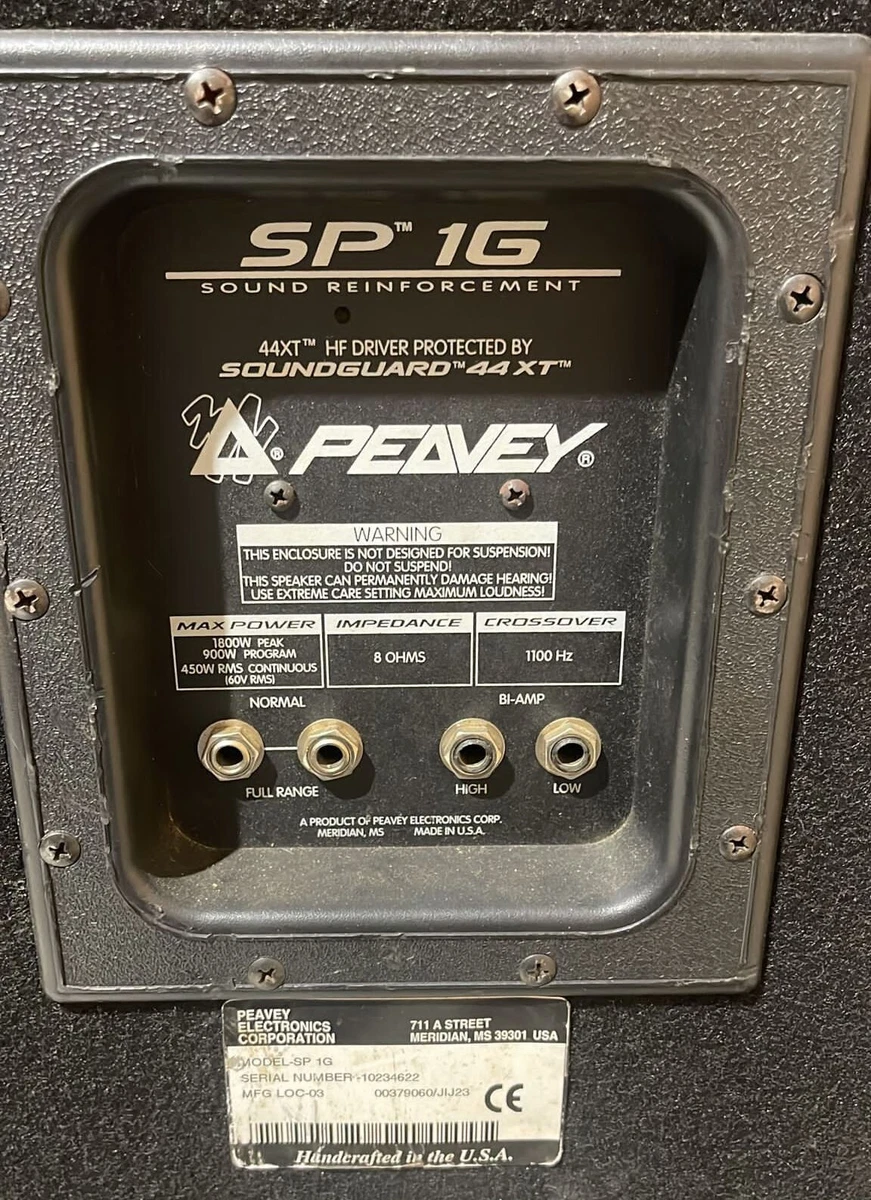 SP™ 1G
SOUND REINFORCEMENT
44XT™ HF DRIVER PROTECTED BY
SOUNDGUARD™ 44 XT™
® PEAVEY®
WARNING
THIS ENCLOSURE IS NOT DESIGNED FOR SUSPENSION!
DO NOT SUSPEND!
THIS SPEAKER CAN PERMANENTLY DAMAGE HEARING!
USE EXTREME CARE SETTING MAXIMUM LOUDNESS!
MAX POWER IMPEDANCE CROSSOVER
1800W PEAK
900W PROGRAM
450W RMS CONTINUOUS
(60V RMS)
8 OHMS
1100 Hz
NORMAL BI-AMP
FULL RANGE HIGH LOW
A PRODUCT OF PEAVEY ELECTRONICS CORP.
MERIDIAN, MS MADE IN U.S.A.
PEAVEY
ELECTRONICS
CORPORATION
711 A STREET
MERIDIAN, MS 39301 USA
MODEL-SP 1G
SERIAL NUMBER-10234622
MFG LOC-03 00379060/JIJ23 CE
Handcrafted in the U.S.A.